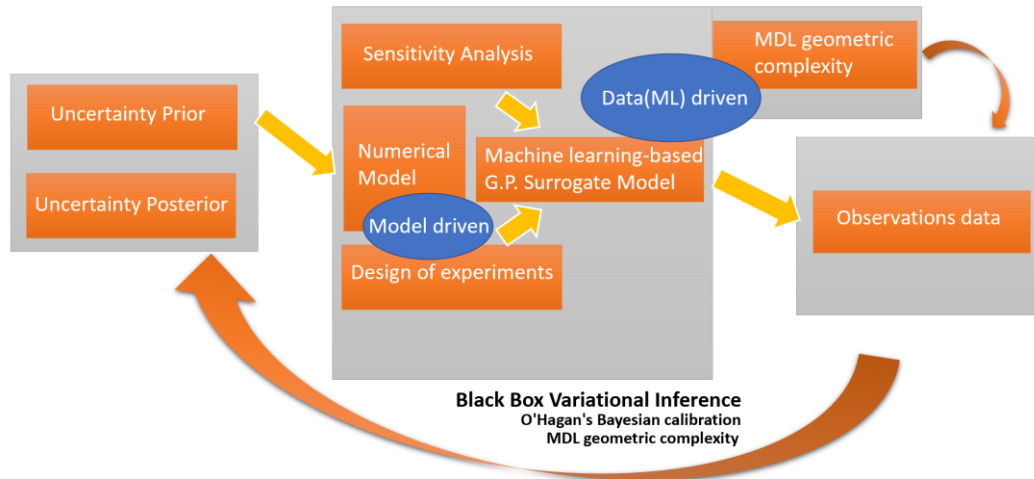 Uncertainty Prior
Uncertainty Posterior
Sensitivity Analysis
Numerical
Model
Model driven
Design of experiments
Machine learning-based
G.P. Surrogate Model
Data(ML) driven
MDL geometric
complexity
Observations data
Black Box Variational Inference
O'Hagan's Bayesian calibration
MDL geometric complexity